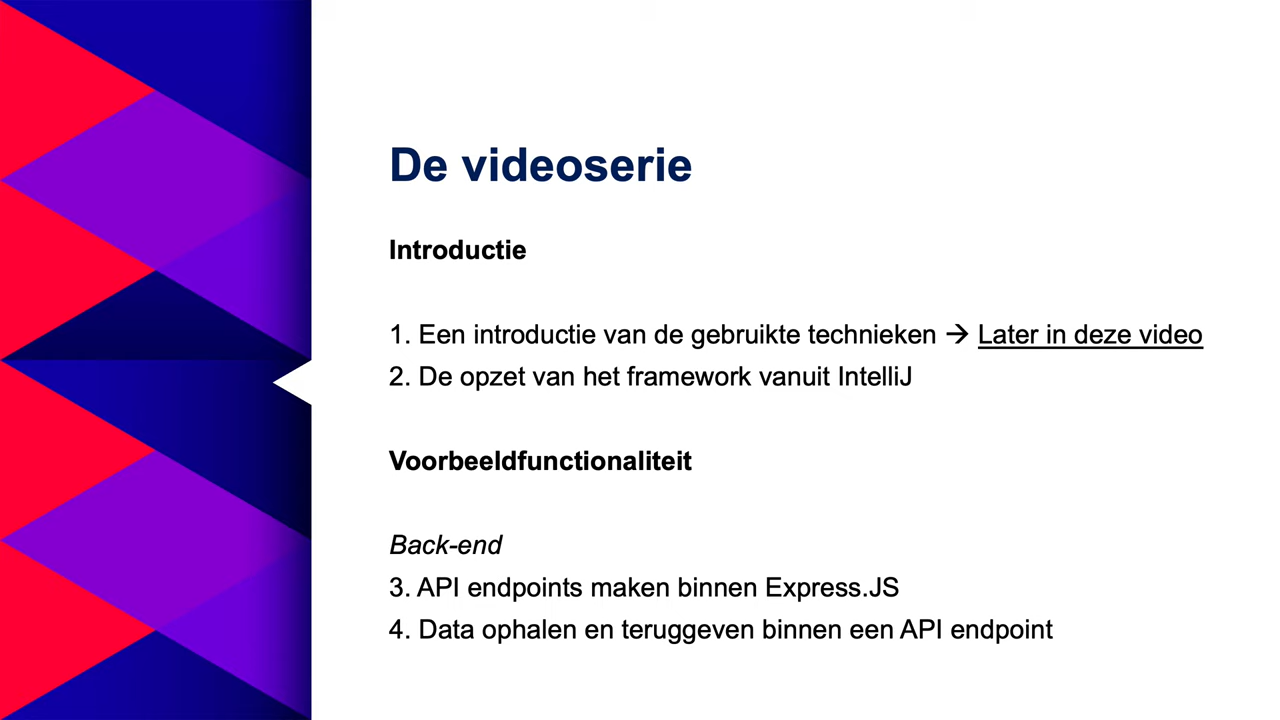 De videoserie
Introductie
1. Een introductie van de gebruikte technieken → Later in deze video
2. De opzet van het framework vanuit IntelliJ
Voorbeeldfunctionaliteit
Back-end
3. API endpoints maken binnen Express.JS
4. Data ophalen en teruggeven binnen een API endpoint